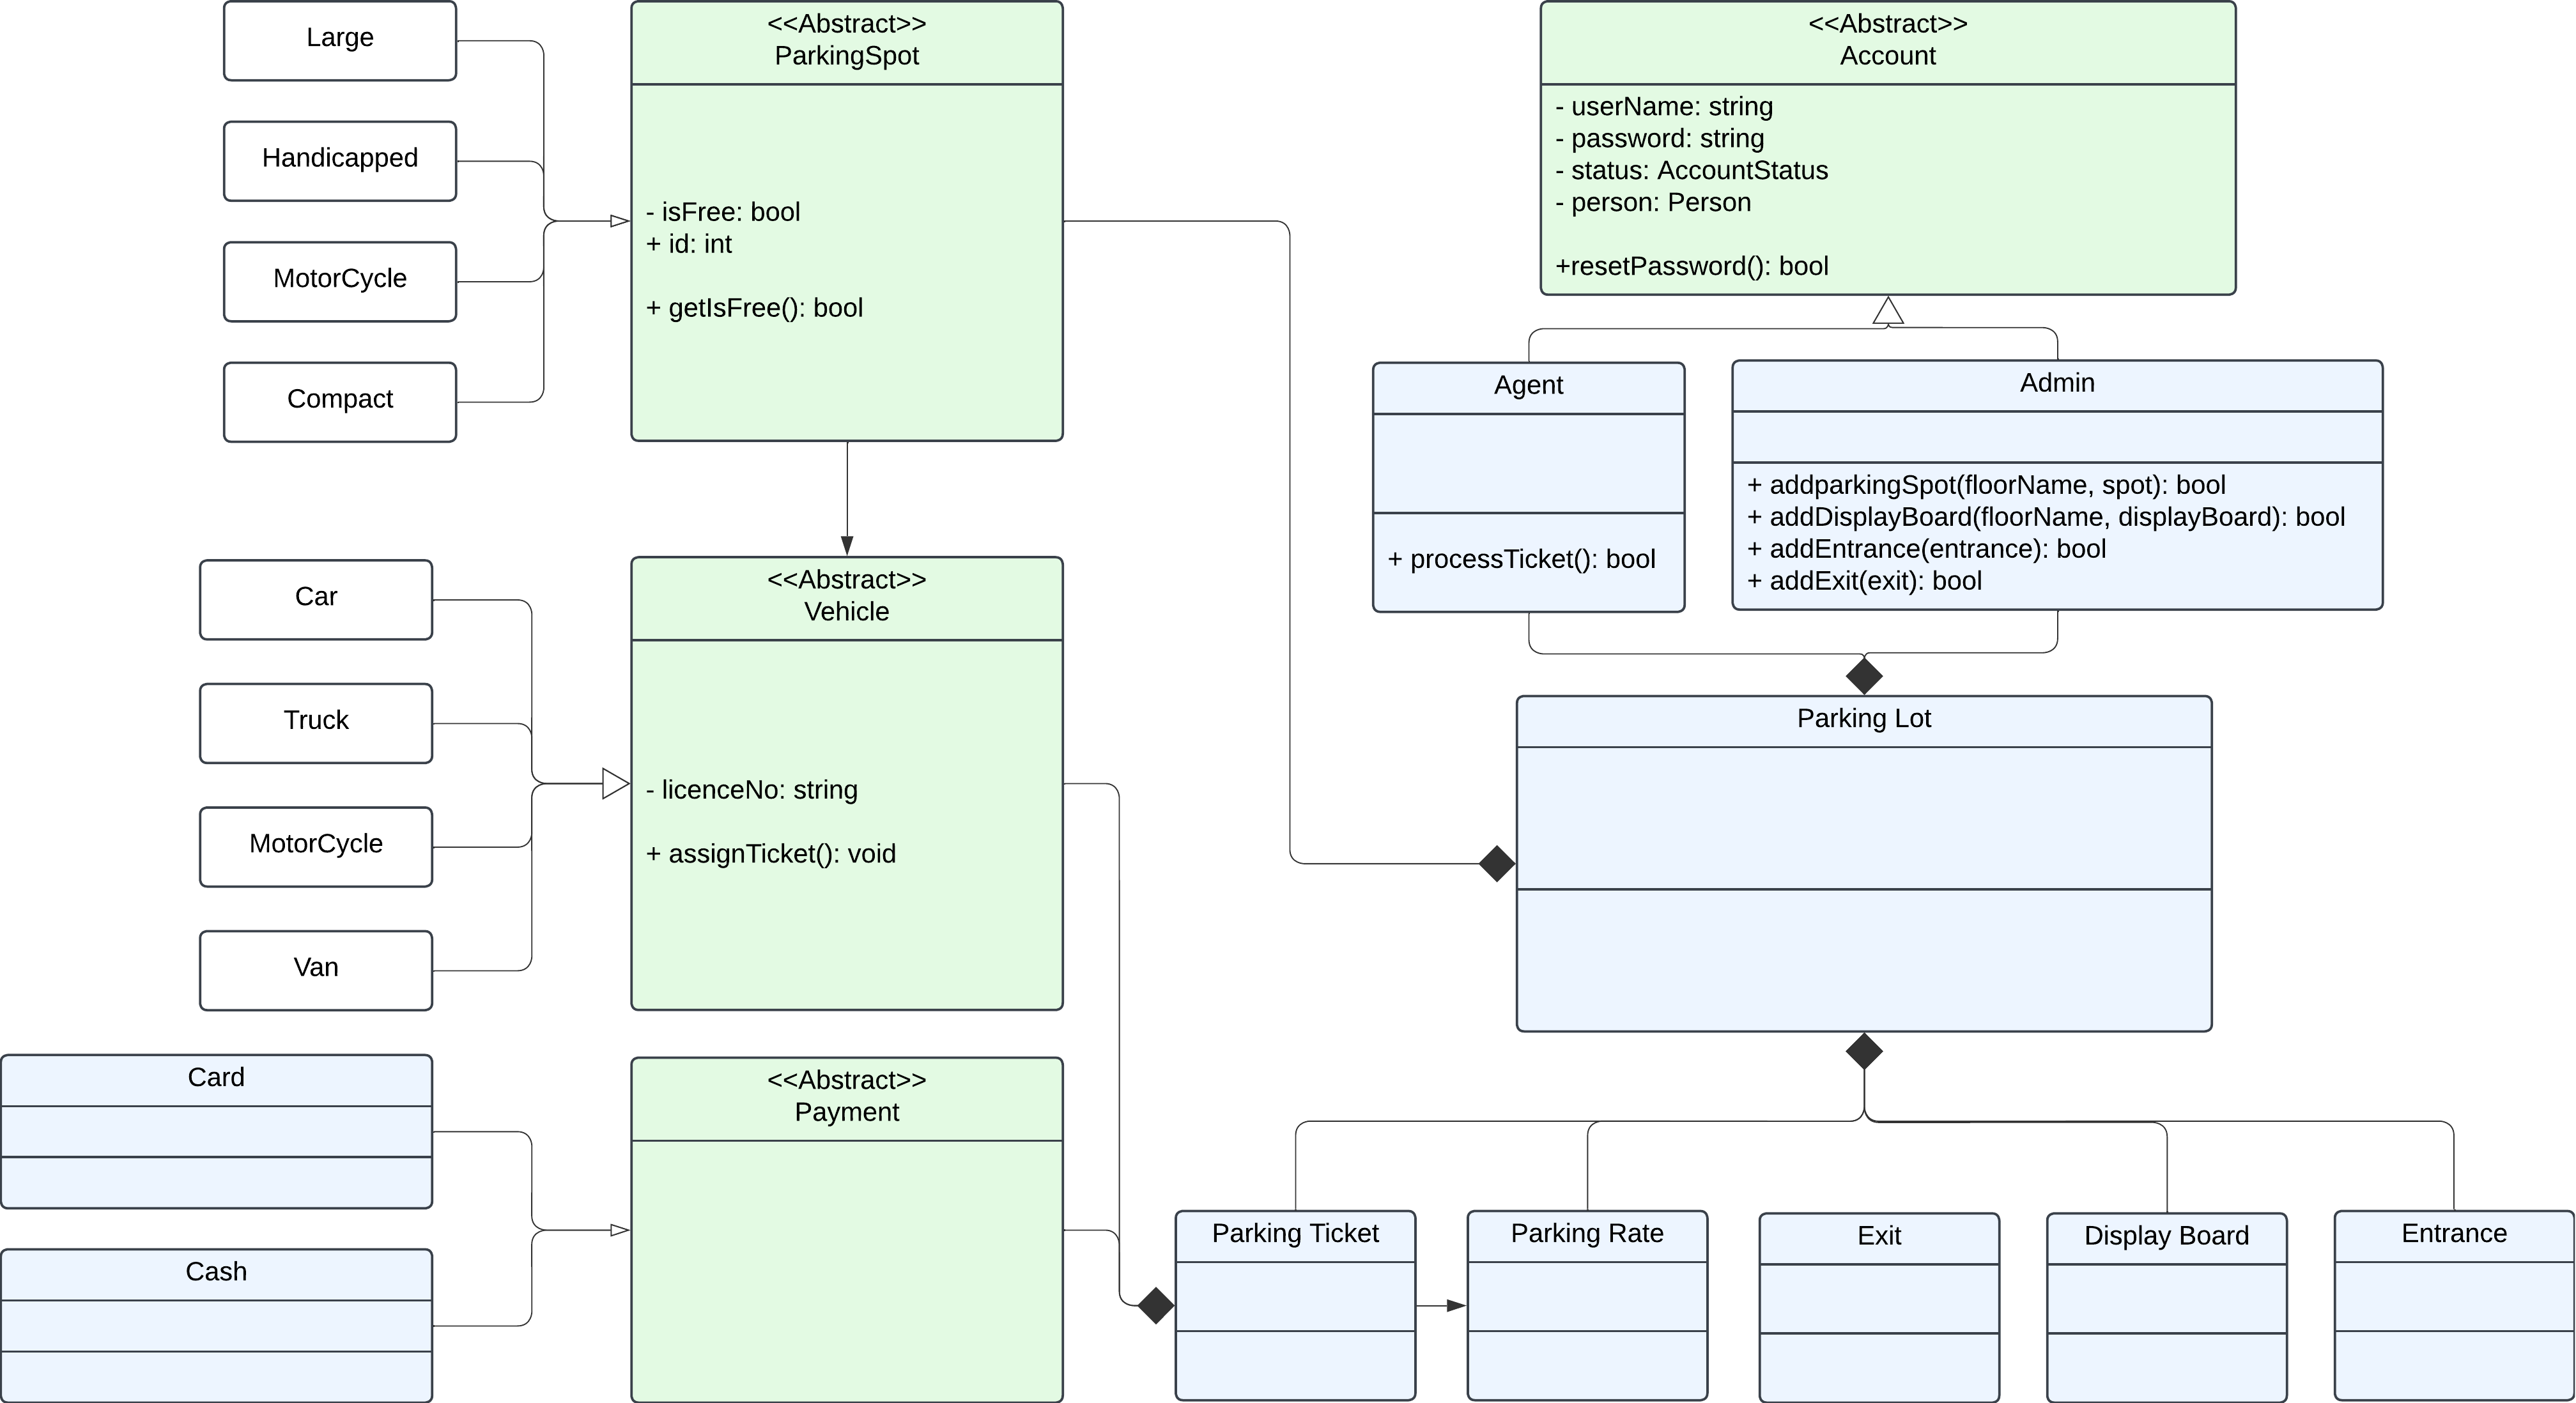 Large
Handicapped
MotorCycle
Compact
<<Abstract>>
ParkingSpot
- isFree: bool
+ id: int
+ getIsFree(): bool
<<Abstract>>
Account
- userName: string
- password: string
- status: AccountStatus
- person: Person
+resetPassword(): bool
Agent
+ processTicket(): bool
Admin
+ addparkingSpot(floorName, spot): bool
+ addDisplayBoard(floorName, displayBoard): bool
+ addEntrance(entrance): bool
+ addExit(exit): bool
Car
Truck
MotorCycle
Van
<<Abstract>>
Vehicle
- licenceNo: string
+ assignTicket(): void
Parking Lot
Card
Cash
<<Abstract>>
Payment
Parking Ticket
Parking Rate
Exit
Display Board
Entrance